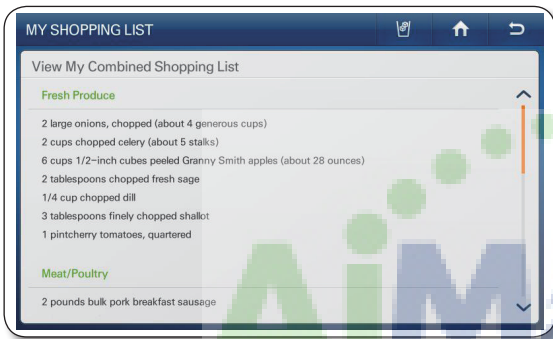 MY SHOPPING LIST
View My Combined Shopping List
Fresh Produce
2 large onions, chopped (about 4 generous cups)
2 cups chopped celery (about 5 stalks)
6 cups 1/2-inch cubes peeled Granny Smith apples (about 28 ounces)
2 tablespoons chopped fresh sage
1/4 cup chopped dill
3 tablespoons finely chopped shallot
1 pintcherry tomatoes, quartered
Meat/Poultry
2 pounds bulk pork breakfast sausage